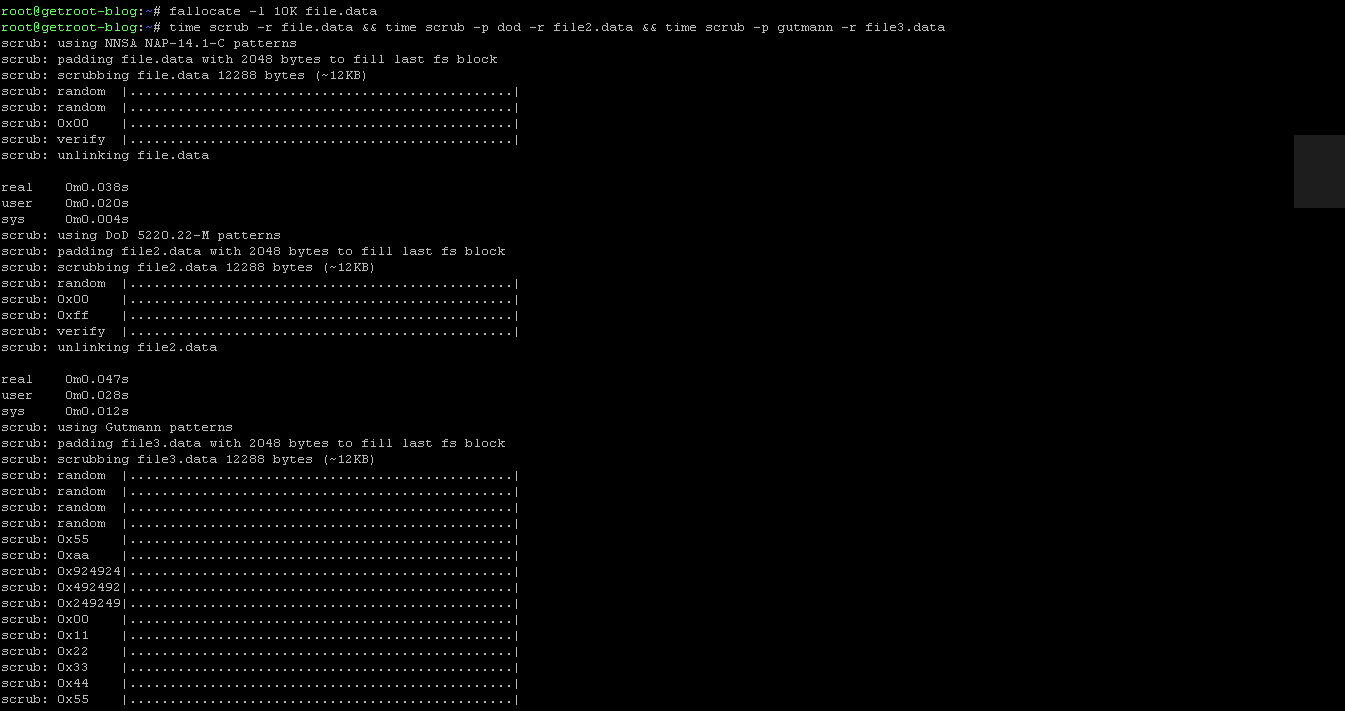 root@getroot-blog:~# fallocate -l 10K file.data
root@getroot-blog:~# time scrub -r file.data && time scrub -p dod -r file2.data && time scrub -p gutmann -r file3.data
scrub: using NNSA NAP-14.1-C patterns
scrub: padding file.data with 2048 bytes to fill last fs block
scrub: scrubbing file.data 12288 bytes (~12KB)
scrub: random  |................................................|
scrub: random  |................................................|
scrub: 0x00    |................................................|
scrub: verify  |................................................|
scrub: unlinking file.data

real    0m0.038s
user    0m0.020s
sys     0m0.004s
scrub: using DoD 5220.22-M patterns
scrub: padding file2.data with 2048 bytes to fill last fs block
scrub: scrubbing file2.data 12288 bytes (~12KB)
scrub: random  |................................................|
scrub: 0x00    |................................................|
scrub: 0xff    |................................................|
scrub: verify  |................................................|
scrub: unlinking file2.data

real    0m0.047s
user    0m0.028s
sys     0m0.012s
scrub: using Gutmann patterns
scrub: padding file3.data with 2048 bytes to fill last fs block
scrub: scrubbing file3.data 12288 bytes (~12KB)
scrub: random  |................................................|
scrub: random  |................................................|
scrub: random  |................................................|
scrub: random  |................................................|
scrub: 0x55    |................................................|
scrub: 0xaa    |................................................|
scrub: 0x924924|................................................|
scrub: 0x492492|................................................|
scrub: 0x249249|................................................|
scrub: 0x00    |................................................|
scrub: 0x11    |................................................|
scrub: 0x22    |................................................|
scrub: 0x33    |................................................|
scrub: 0x44    |................................................|
scrub: 0x55    |................................................|